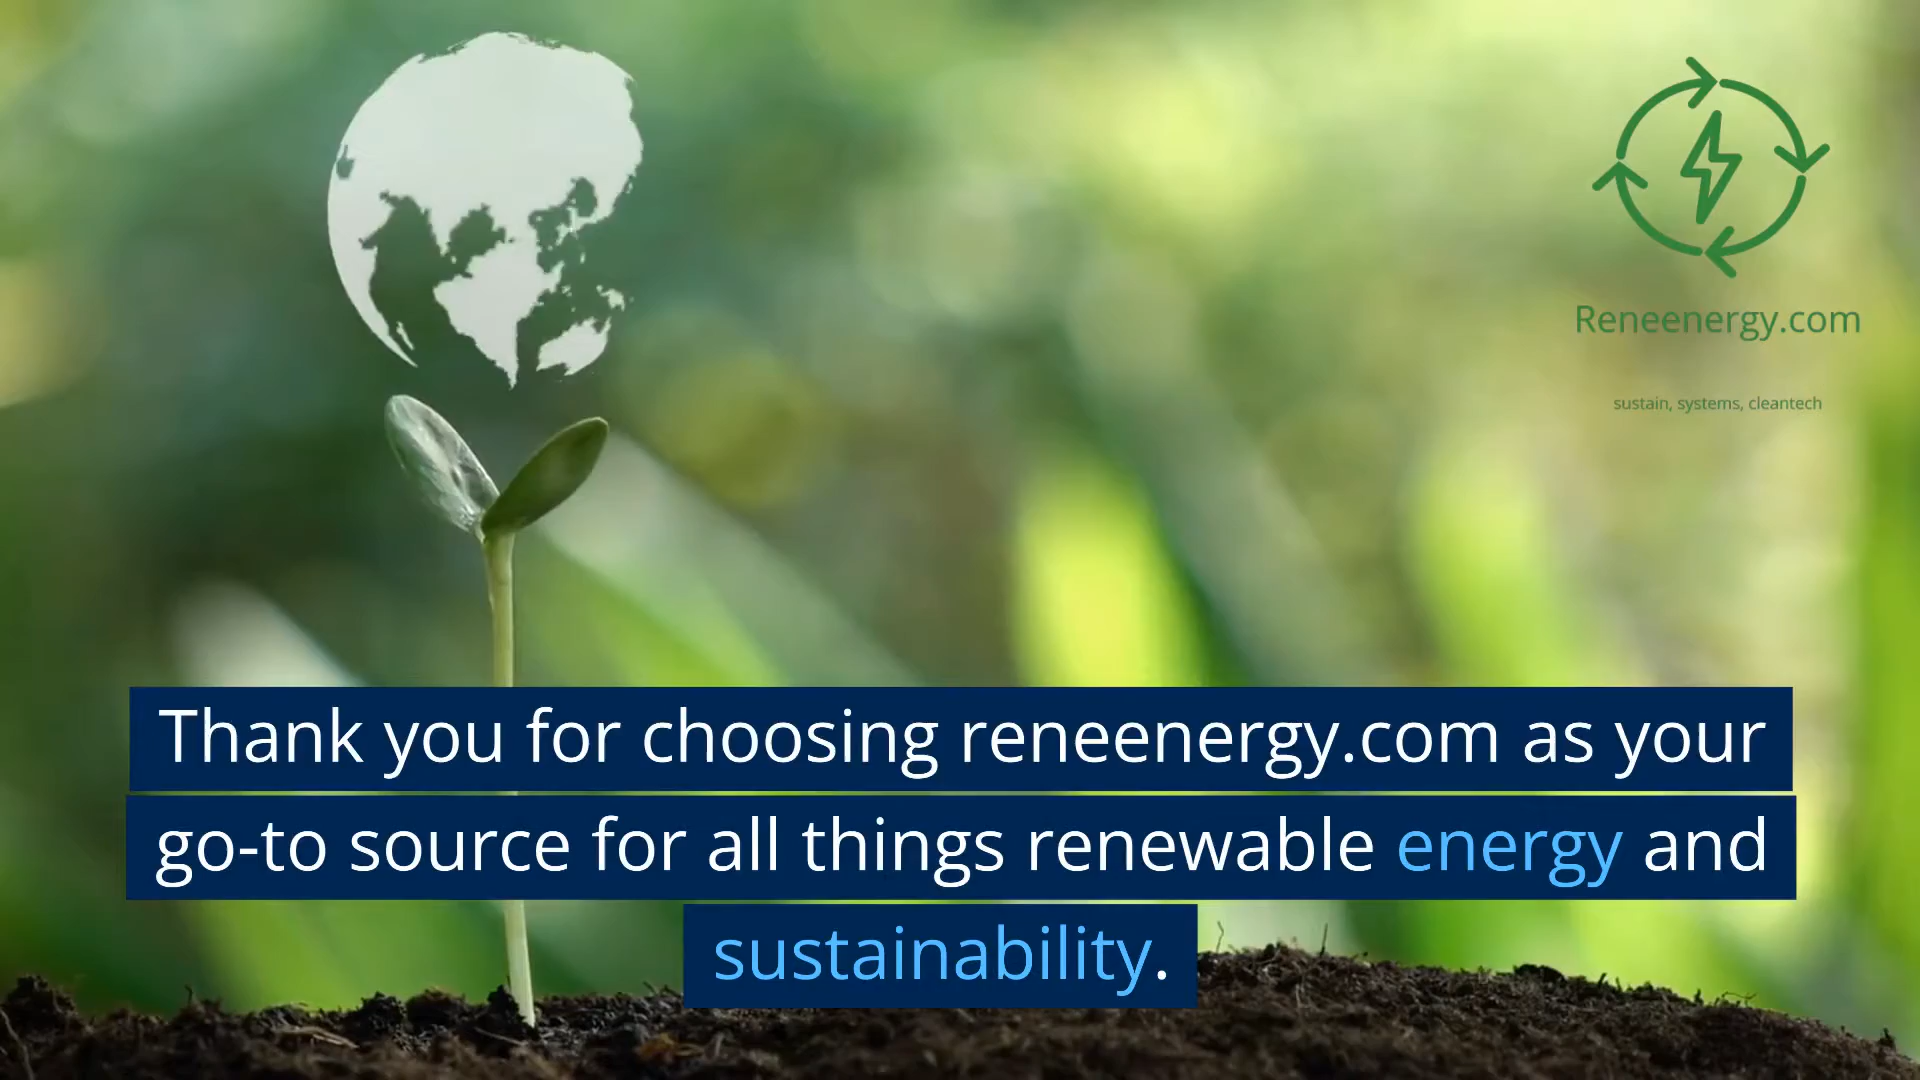 Reneenergy.com
sustain, systems, cleantech
Thank you for choosing reneenergy.com as your
go-to source for all things renewable energy and
sustainability.